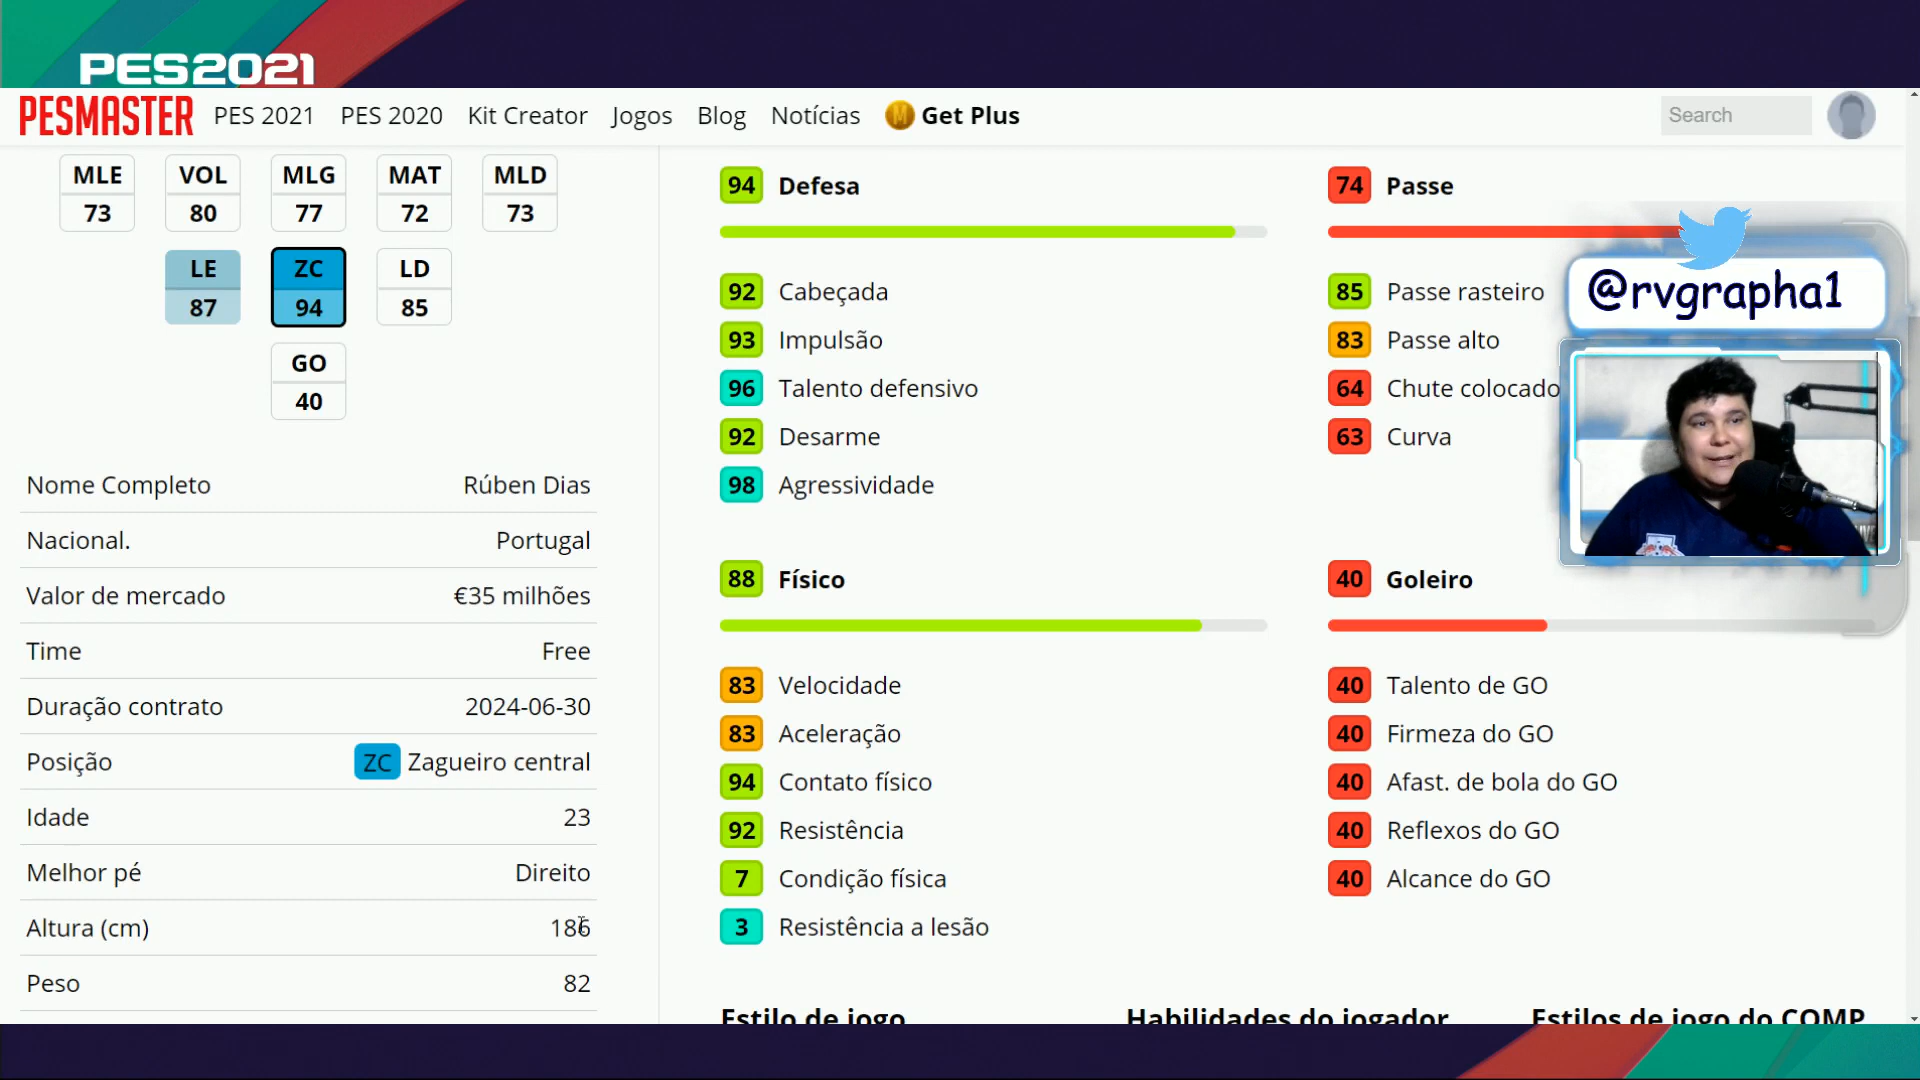 PES2021
PESMASTER PES 2021 PES 2020 Kit Creator Jogos Blog Notícias M Get Plus Search
MLE VOL MLG MAT MLD
73 80 77 72 73
LE ZC LD
87 94 85
GO
40
Nome Completo Rúben Dias
Nacional. Portugal
Valor de mercado €35 milhões
Time Free
Duração contrato 2024-06-30
Posição ZC Zagueiro central
Idade 23
Melhor pé Direito
Altura (cm) 186
Peso 82
94 Defesa
92 Cabeçada
93 Impulsão
96 Talento defensivo
92 Desarme
98 Agressividade
74 Passe
85 Passe rasteiro
83 Passe alto
64 Chute colocado
63 Curva
@rvgrapha1
88 Físico
83 Velocidade
83 Aceleração
94 Contato físico
92 Resistência
7 Condição física
3 Resistência a lesão
40 Goleiro
40 Talento de GO
40 Firmeza do GO
40 Afast. de bola do GO
40 Reflexos do GO
40 Alcance do GO
Estilo de jogo Habilidades do jogador Estilos de jogo do COMP